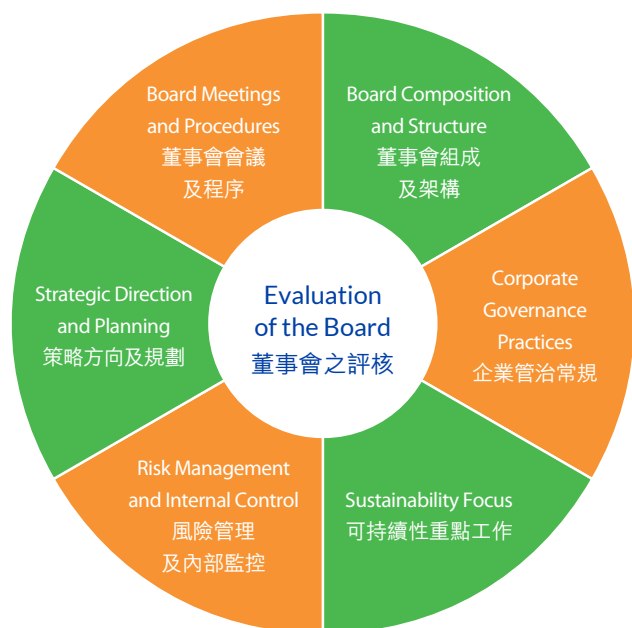 Board Meetings
and Procedures
董事會會議
及程序
Board Composition
and Structure
董事會組成
及架構
Strategic Direction
and Planning
策略方向及規劃
Evaluation
of the Board
董事會之評核
Corporate
Governance
Practices
企業管治常規
Risk Management
and Internal Control
風險管理
及內部監控
Sustainability Focus
可持續性重點工作